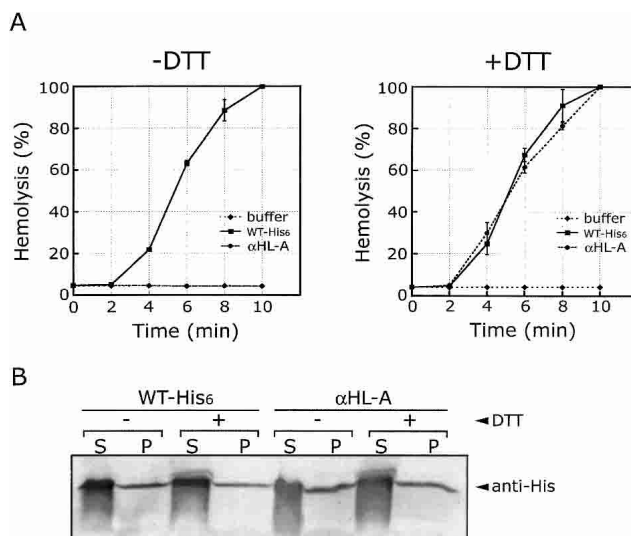 A
-DTT
+DTT
Hemolysis (%)
100
80
60
40
20
0
buffer
WT-His6
αHL-A
0 2 4 6 8 10
Time (min)
Hemolysis (%)
100
80
60
40
20
0
buffer
WT-His6
αHL-A
0 2 4 6 8 10
Time (min)
B
WT-His6 αHL-A
- + - + DTT
S P S P S P S P
anti-His